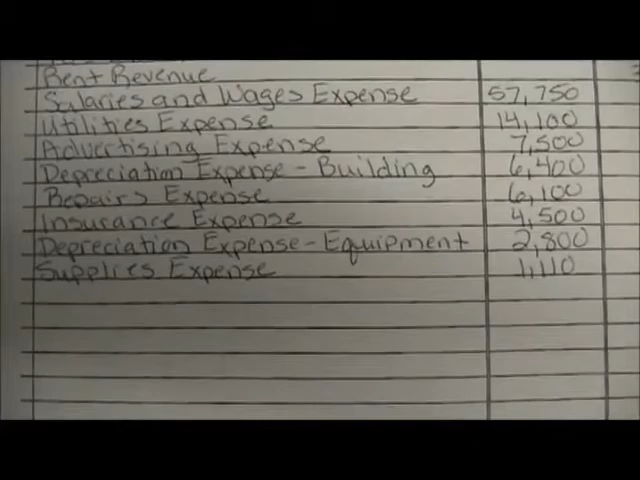 Rent Revenue
Salaries and Wages Expense 57,750
Utilities Expense 14,100
Advertising Expense 7,500
Depreciation Expense - Building 6,400
Repairs Expense 6,100
Insurance Expense 4,500
Depreciation Expense - Equipment 2,800
Supplies Expense 1,110